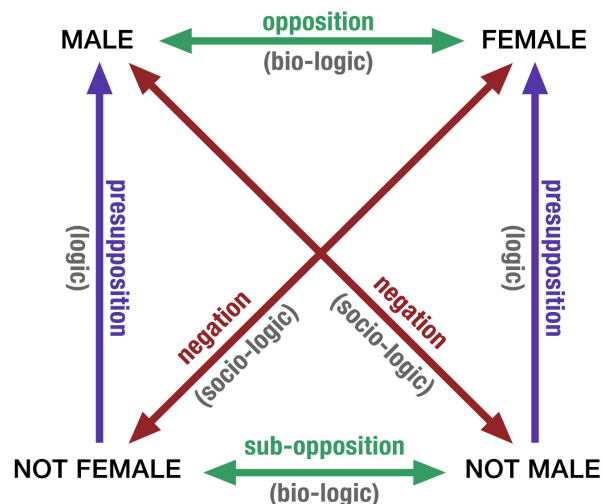 opposition
MALE
FEMALE
(bio-logic)
presupposition
(logic)
presupposition
(logic)
negation
(socio-logic)
negation
(socio-logic)
sub-opposition
NOT FEMALE
NOT MALE
(bio-logic)